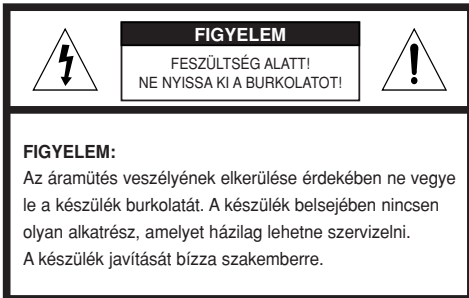 FIGYELEM
FESZÜLTSÉG ALATT!
NE NYISSA KI A BURKOLATOT!
FIGYELEM:
Az áramütés veszélyének elkerülése érdekében ne vegye
le a készülék burkolatát. A készülék belsejében nincsen
olyan alkatrész, amelyet házilag lehetne szervizelni.
A készülék javítását bízza szakemberre.